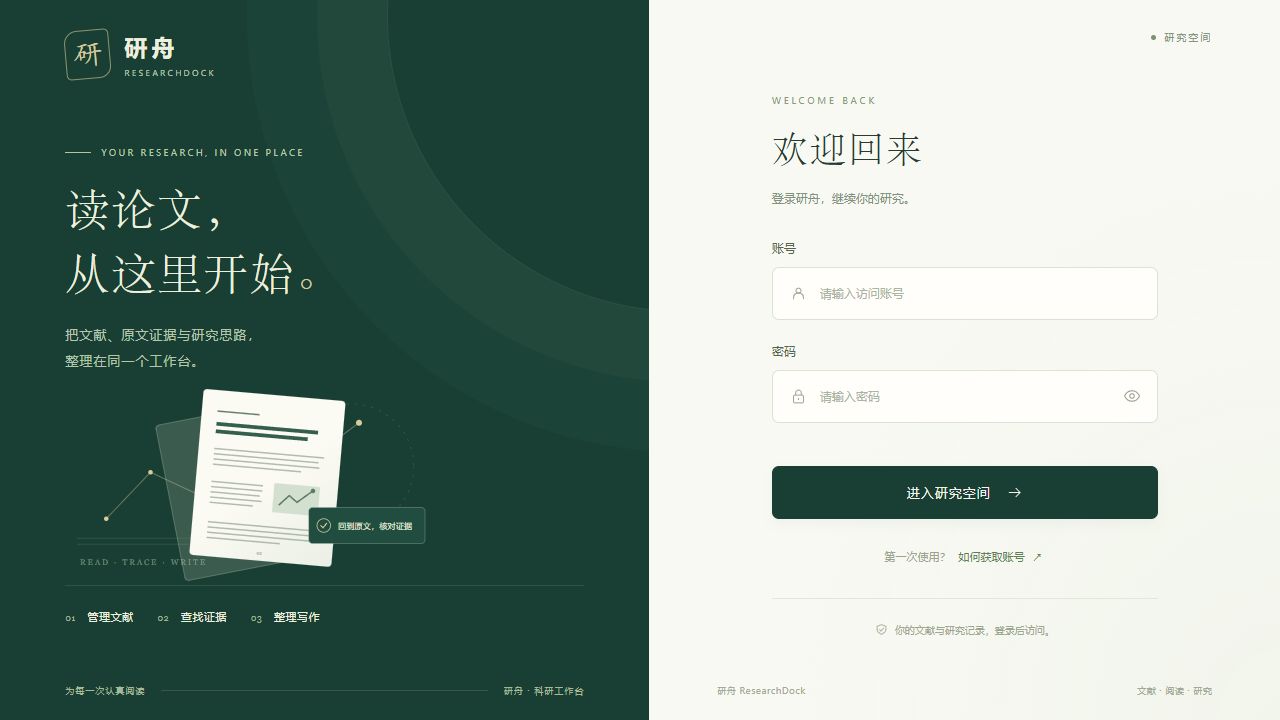 研
研舟
RESEARCHDOCK
YOUR RESEARCH, IN ONE PLACE
读论文，
从这里开始。
把文献、原文证据与研究思路，
整理在同一个工作台。
回到原文，核对证据
READ · TRACE · WRITE
01 管理文献 02 查找证据 03 整理写作
为每一次认真阅读
研舟 · 科研工作台
研究空间
WELCOME BACK
欢迎回来
登录研舟，继续你的研究。
账号
请输入访问账号
密码
请输入密码
进入研究空间 →
第一次使用？ 如何获取账号 ↗
你的文献与研究记录，登录后访问。
研舟 ResearchDock
文献 · 阅读 · 研究